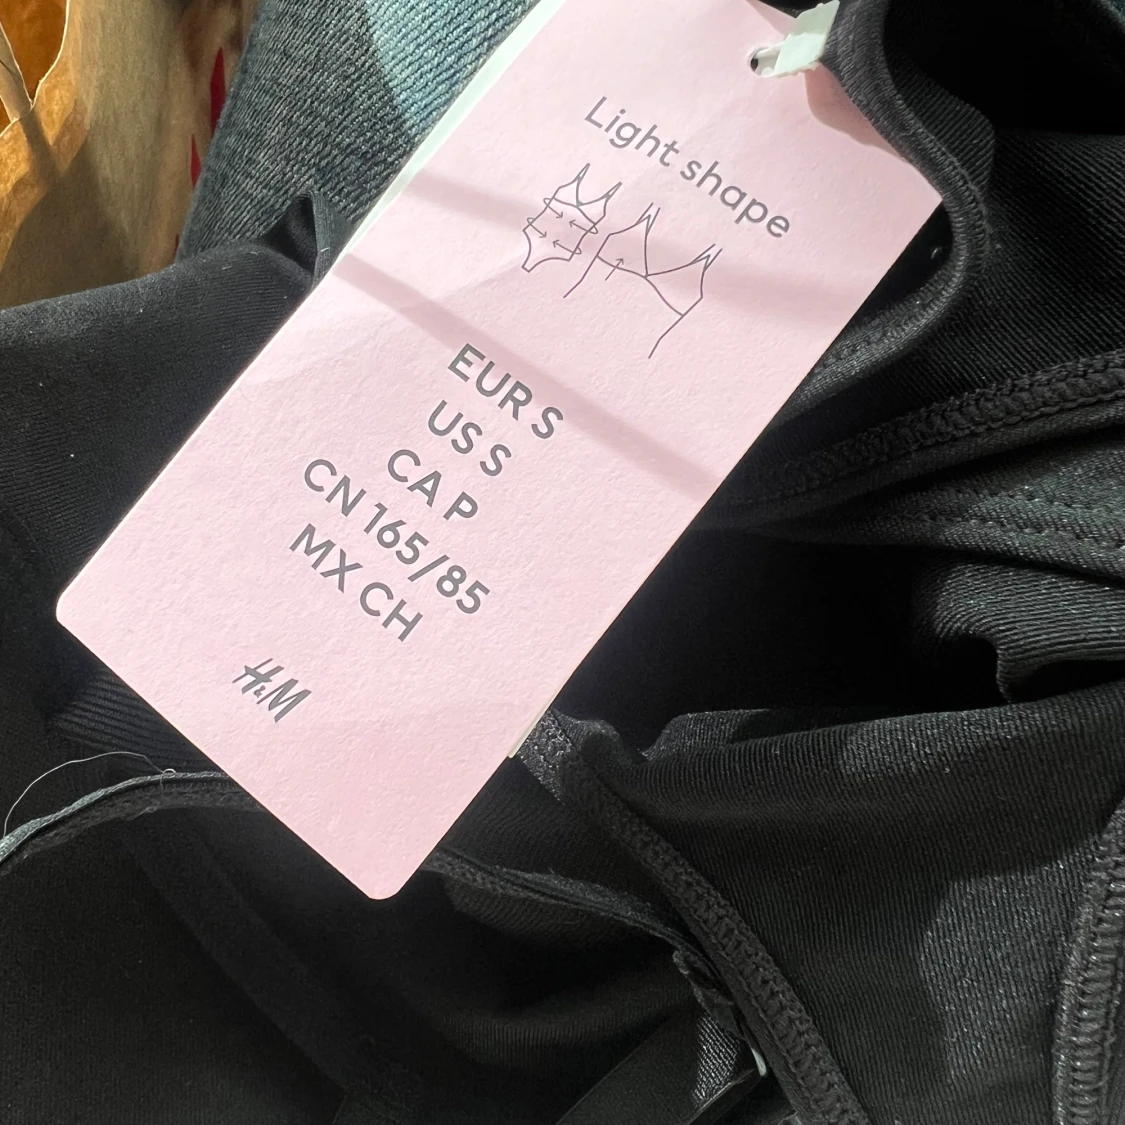 Light shape
EUR S
US S
CA P
CN 165/85
MX CH
H&M